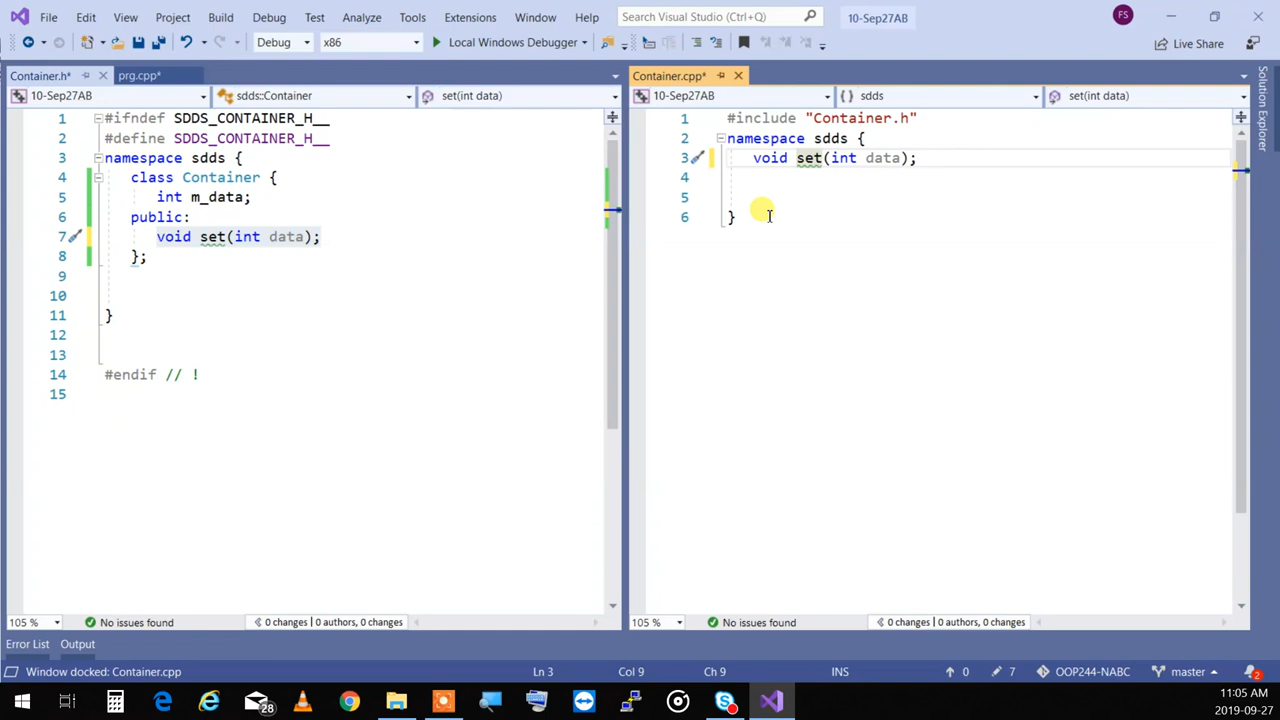 File Edit View Project Build Debug Test Analyze Tools Extensions Window Help Search Visual Studio (Ctrl+Q) 10-Sep27AB FS
Debug x86 Local Windows Debugger Live Share
Container.h* prg.cpp*
10-Sep27AB sdds::Container set(int data)
1 #ifndef SDDS_CONTAINER_H__
2 #define SDDS_CONTAINER_H__
3 namespace sdds {
4 class Container {
5 int m_data;
6 public:
7 void set(int data);
8 };
9
10
11 }
12
13
14 #endif // !
15
105 % No issues found 0 changes | 0 authors, 0 changes
Container.cpp*
10-Sep27AB sdds set(int data)
1 #include "Container.h"
2 namespace sdds {
3 void set(int data);
4
5
6 }
105 % No issues found 0 changes | 0 authors, 0 changes
Solution Explorer
Error List Output
Window docked: Container.cpp Ln 3 Col 9 Ch 9 INS 0 7 OOP244-NABC master 2
28
11:05 AM
2019-09-27